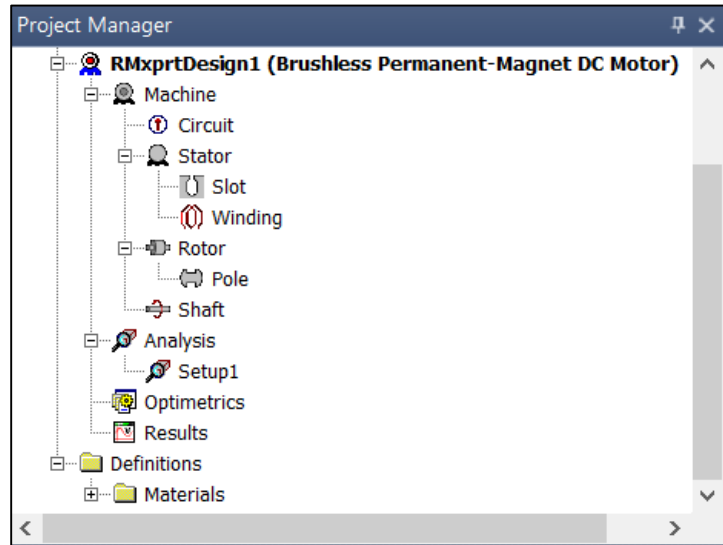 Project Manager
RMxprtDesign1 (Brushless Permanent-Magnet DC Motor)
Machine
Circuit
Stator
Slot
Winding
Rotor
Pole
Shaft
Analysis
Setup1
Optimetrics
Results
Definitions
Materials